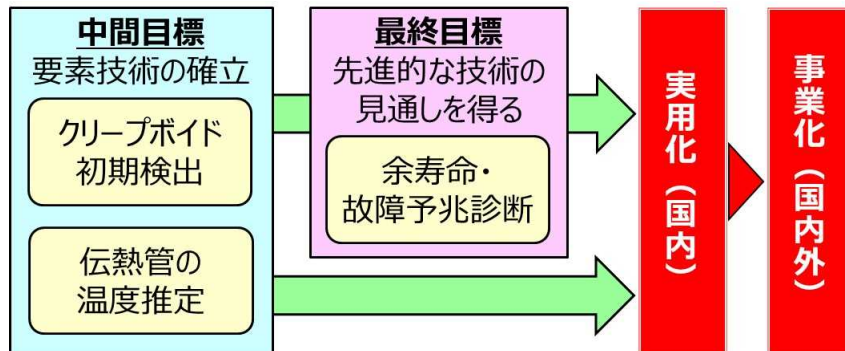 中間目標
要素技術の確立
クリープボイド
初期検出
伝熱管の
温度推定
最終目標
先進的な技術の
見通しを得る
余寿命・
故障予兆診断
実用化（国内）
事業化（国内外）